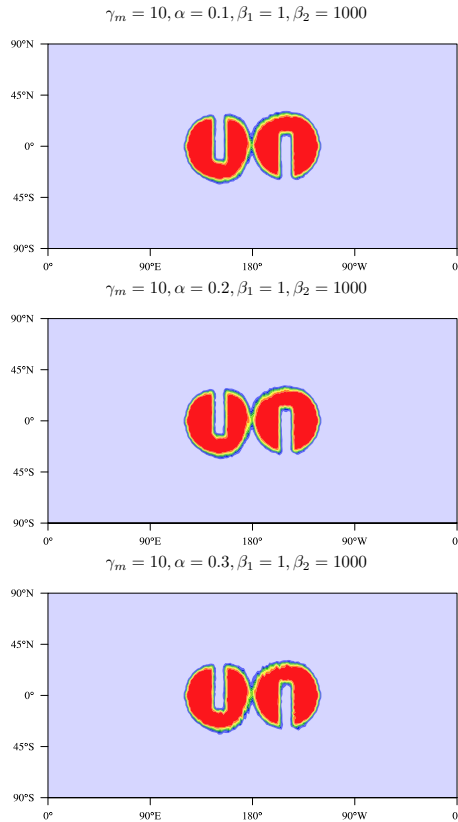 γₘ = 10, α = 0.1, β₁ = 1, β₂ = 1000
90°N
45°N
0°
45°S
90°S
0° 90°E 180° 90°W 0
γₘ = 10, α = 0.2, β₁ = 1, β₂ = 1000
90°N
45°N
0°
45°S
90°S
0° 90°E 180° 90°W 0
γₘ = 10, α = 0.3, β₁ = 1, β₂ = 1000
90°N
45°N
0°
45°S
90°S
0° 90°E 180° 90°W 0